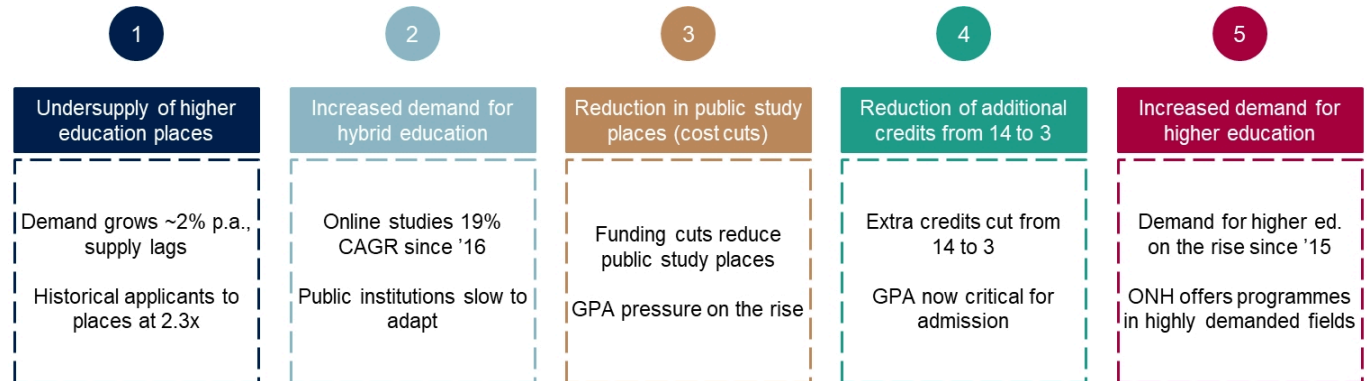 1
Undersupply of higher
education places
Demand grows ~2% p.a.,
supply lags
Historical applicants to
places at 2.3x
2
Increased demand for
hybrid education
Online studies 19%
CAGR since ’16
Public institutions slow to
adapt
3
Reduction in public study
places (cost cuts)
Funding cuts reduce
public study places
GPA pressure on the rise
4
Reduction of additional
credits from 14 to 3
Extra credits cut from
14 to 3
GPA now critical for
admission
5
Increased demand for
higher education
Demand for higher ed.
on the rise since ’15
ONH offers programmes
in highly demanded fields